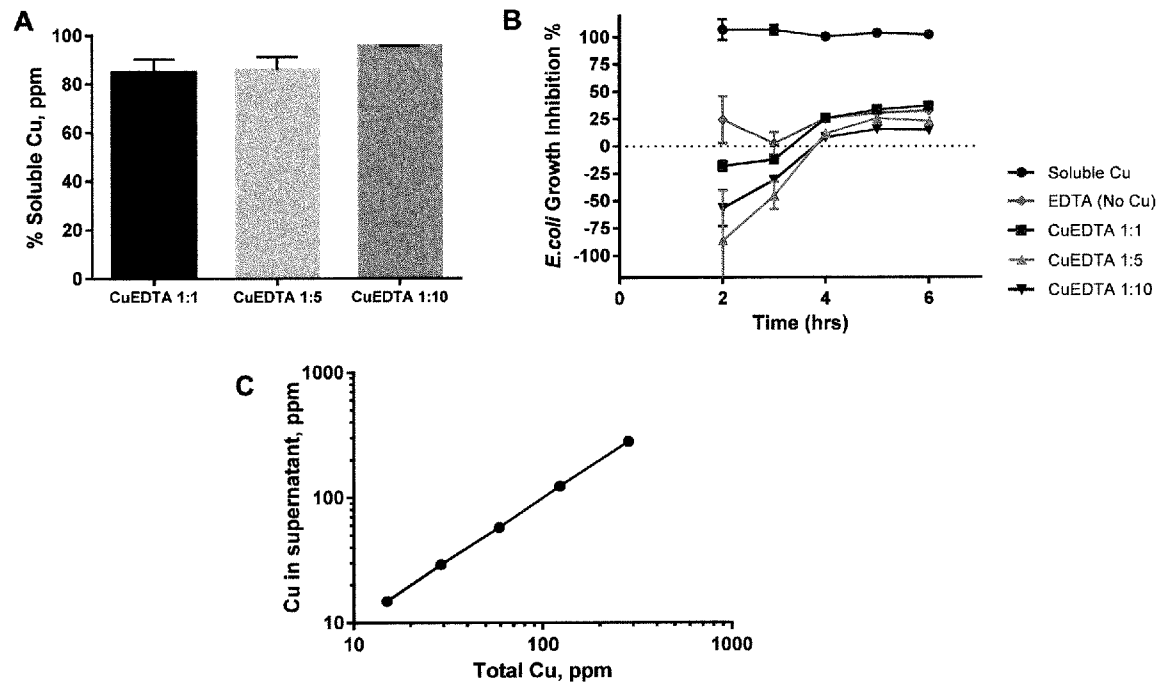 A
% Soluble Cu, ppm
100
80
60
40
20
0
CuEDTA 1:1
CuEDTA 1:5
CuEDTA 1:10
B
E.coli Growth Inhibition %
100
75
50
25
0
-25
-50
-75
-100
0
2
4
6
Time (hrs)
Soluble Cu
EDTA (No Cu)
CuEDTA 1:1
CuEDTA 1:5
CuEDTA 1:10
C
Cu in supernatant, ppm
1000
100
10
10
100
1000
Total Cu, ppm